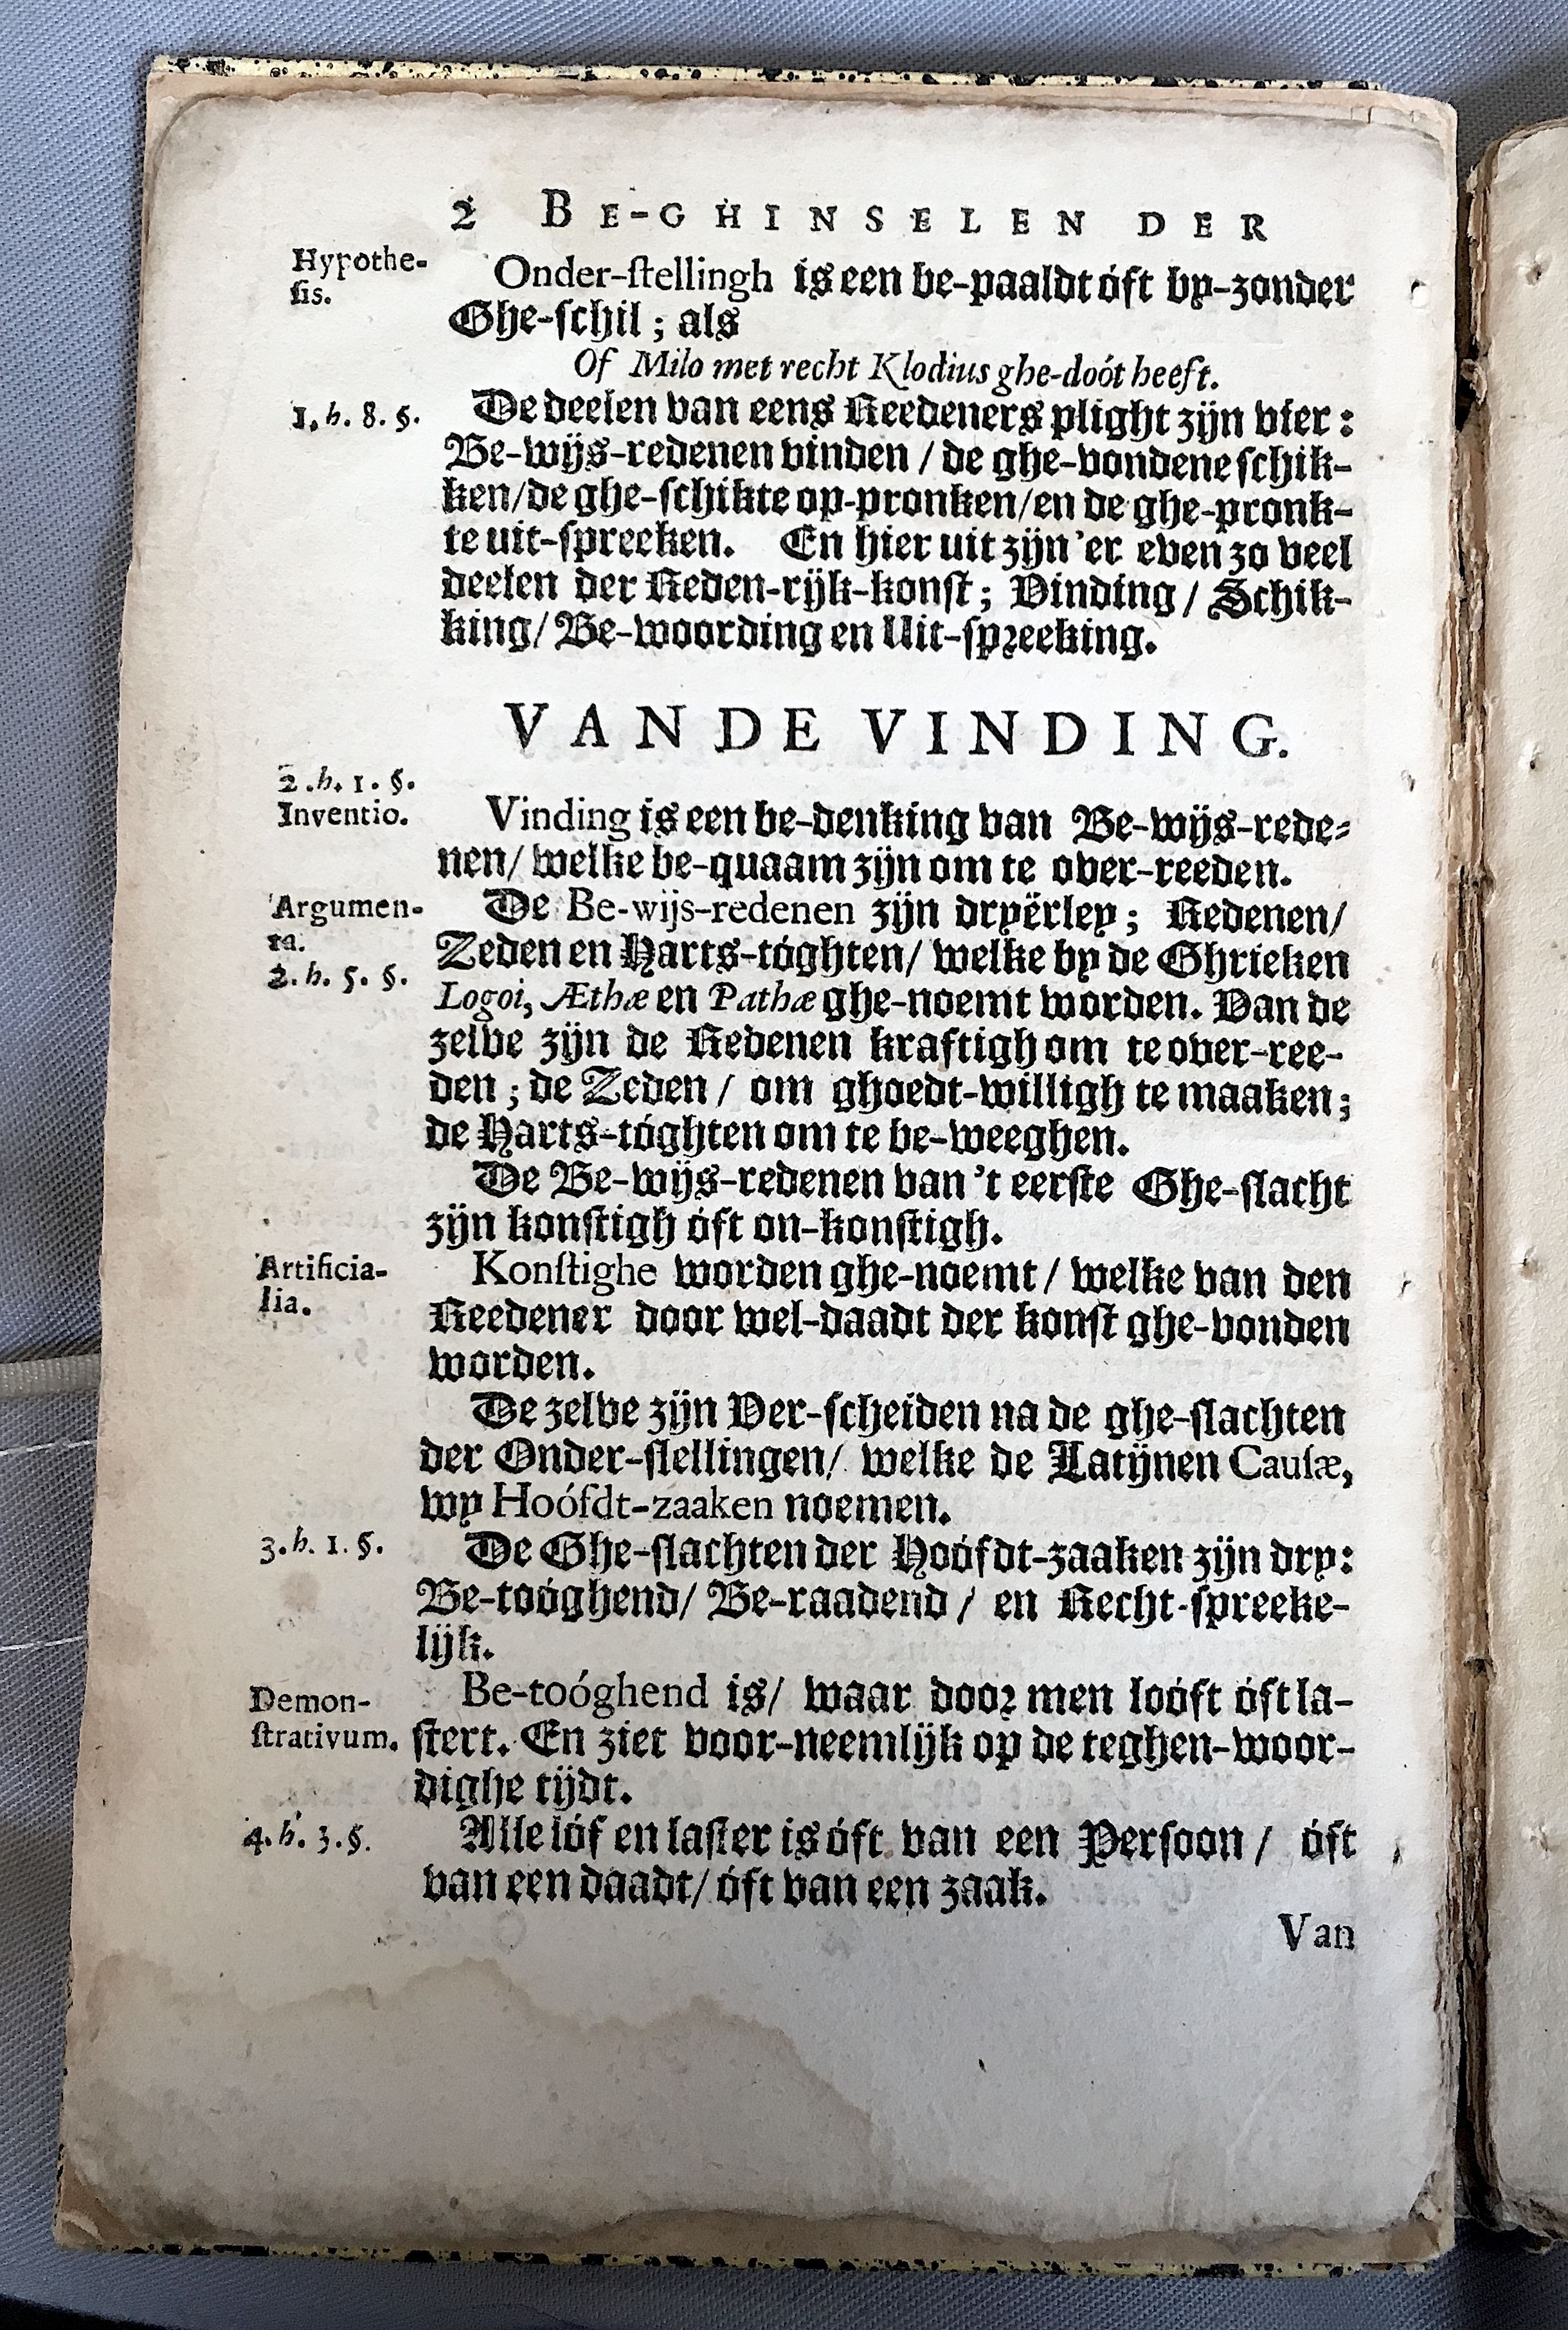 2 BE-GHINSELEN DER
Hypothe-
sis.
Onder-stellingh is een be-paaldt óft by-zonder
Ghe-schil ; als
Of Milo met recht Klodius ghe-doót heeft.
1. h. 8. §.
De deelen van eens Reedeners plight zijn vier :
Be-wijs-redenen vinden / de ghe-vondene schik-
ken/de ghe-schikte op-pronken/en de ghe-pronk-
te uit-spreeken. En hier uit zijn 'er even zo veel
deelen der Reden-rijk-konst ; Vinding / Schik-
king/ Be-woording en Uit-spreeking.
VAN DE VINDING.
2. h. 1. §.
Inventio.
Vinding is een be-denking van Be-wijs-rede-
nen/ welke be-quaam zijn om te over-reeden.
Argumen-
ta.
2. h. 5. §.
De Be-wijs-redenen zijn dryërley ; Redenen/
Zeden en Harts-tóghten/ welke by de Ghrieken
Logoi, Æthæ en Pathæ ghe-noemt worden. Van de
zelve zijn de Redenen kraftigh om te over-ree-
den ; de Zeden / om ghoedt-willigh te maaken ;
de Harts-tóghten om te be-weeghen.
De Be-wijs-redenen van 't eerste Ghe-slacht
zijn konstigh óft on-konstigh.
Artificia-
lia.
Konstighe worden ghe-noemt / welke van den
Reedener door wel-daadt der konst ghe-vonden
worden.
De zelve zijn Ver-scheiden na de ghe-slachten
der Onder-stellingen/ welke de Latijnen Causæ,
wy Hoófdt-zaaken noemen.
3. h. 1. §.
De Ghe-slachten der Hoófdt-zaaken zijn dry :
Be-toóghend/ Be-raadend / en Recht-spreeke-
lijk.
Demon-
strativum.
Be-toóghend is/ waar door men loóft óft la-
stert. En ziet voor-neemlijk op de teghen-woor-
dighe tijdt.
4. h. 3. §.
Alle lóf en laster is óft van een Persoon / óft
van een daadt/ óft van een zaak.
Van